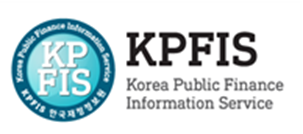 Korea Public Finance Information Service
KP
FIS
KPFIS 한국재정정보원
KPFIS
Korea Public Finance
Information Service